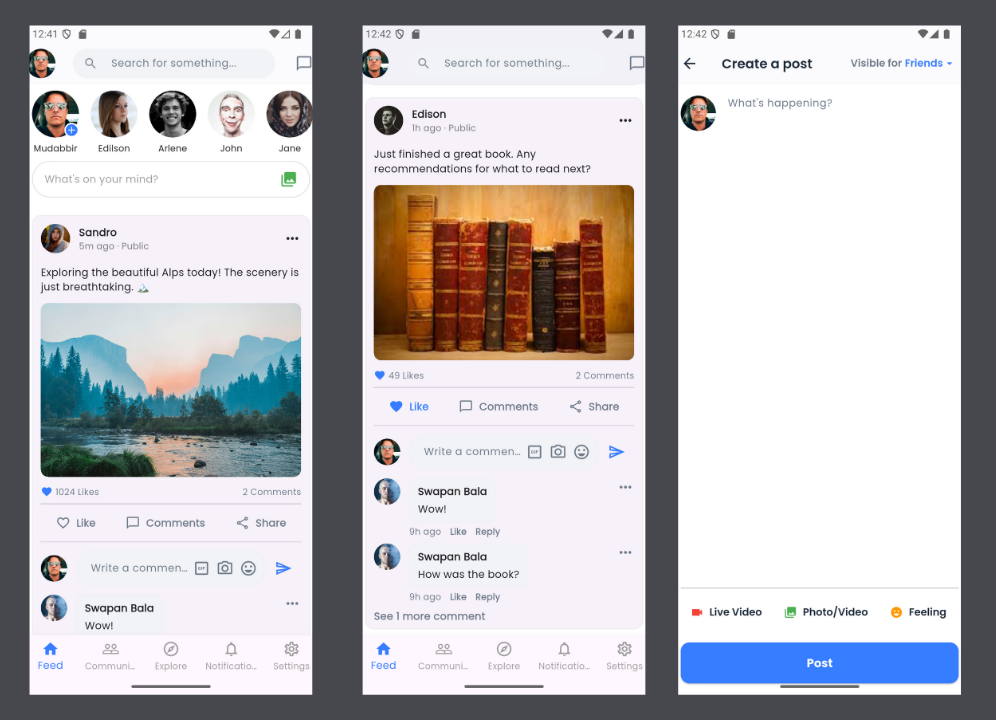 12:41
Search for something...
Mudabbir
Edilson
Arlene
John
Jane
What's on your mind?
Sandro
5m ago · Public
Exploring the beautiful Alps today! The scenery is
just breathtaking. 🏔️
1024 Likes
2 Comments
Like
Comments
Share
Write a commen...
GIF
Swapan Bala
Wow!
Feed
Communi...
Explore
Notificatio...
Settings
12:42
Search for something...
Edison
1h ago · Public
Just finished a great book. Any
recommendations for what to read next?
49 Likes
2 Comments
Like
Comments
Share
Write a commen...
GIF
Swapan Bala
Wow!
9h ago Like Reply
Swapan Bala
How was the book?
9h ago Like Reply
See 1 more comment
Feed
Communi...
Explore
Notificatio...
Settings
12:42
Create a post
Visible for Friends
What's happening?
Live Video
Photo/Video
Feeling
Post